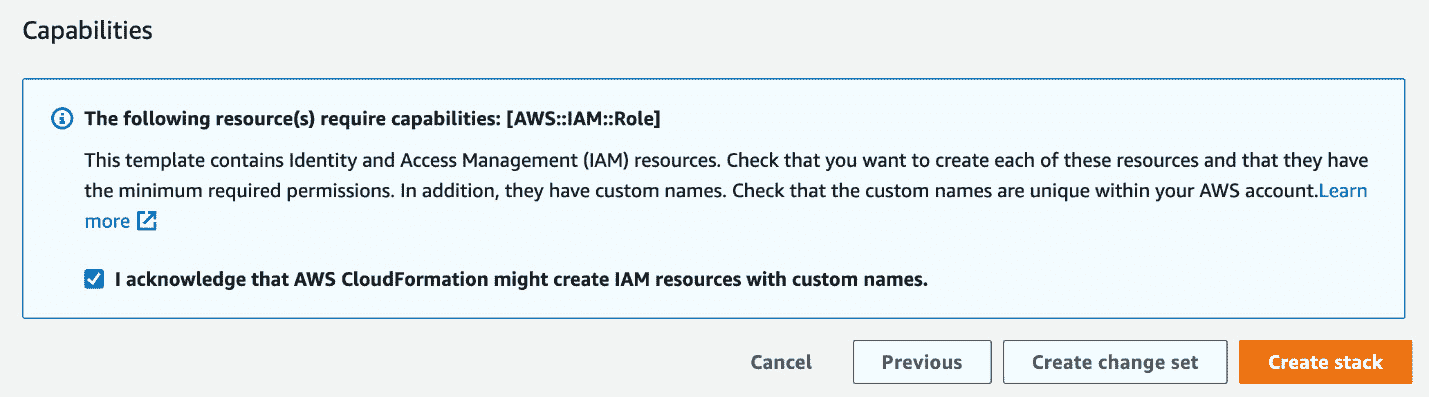 Capabilities
The following resource(s) require capabilities: [AWS::IAM::Role]
This template contains Identity and Access Management (IAM) resources. Check that you want to create each of these resources and that they have
the minimum required permissions. In addition, they have custom names. Check that the custom names are unique within your AWS account.Learn
more
I acknowledge that AWS CloudFormation might create IAM resources with custom names.
Cancel Previous Create change set Create stack